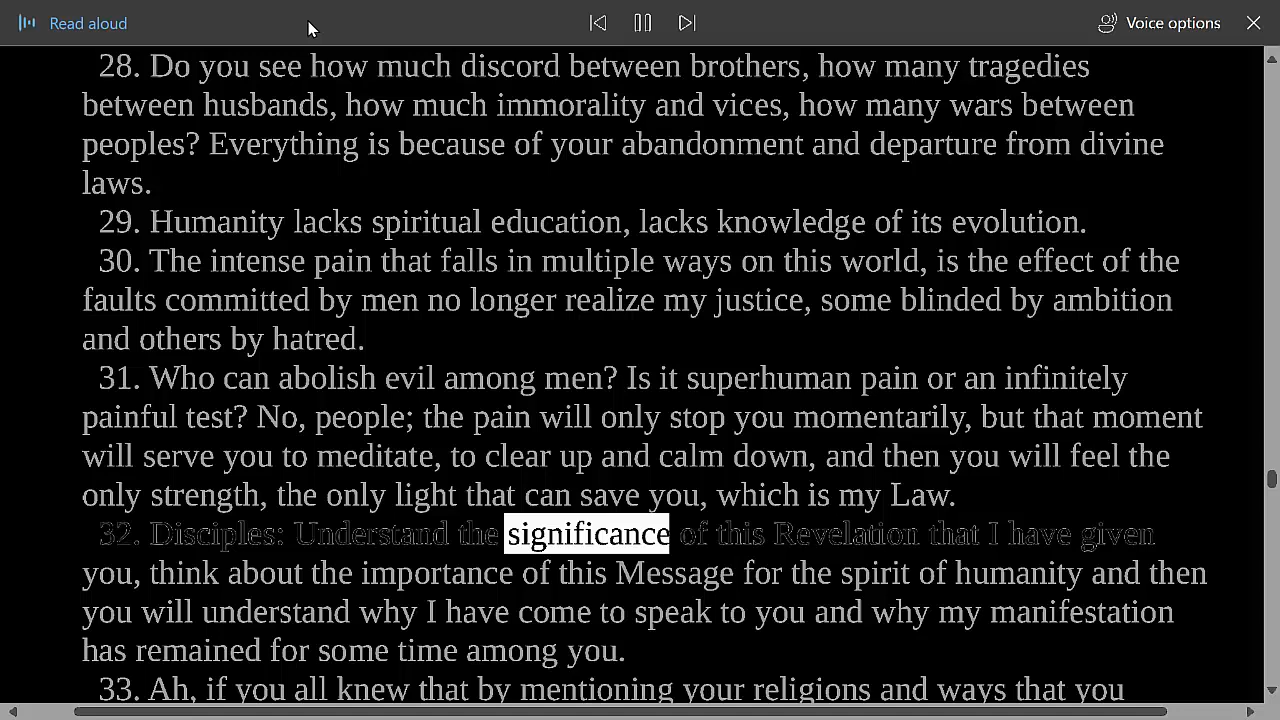 Read aloud
Voice options
28. Do you see how much discord between brothers, how many tragedies
between husbands, how much immorality and vices, how many wars between
peoples? Everything is because of your abandonment and departure from divine
laws.
29. Humanity lacks spiritual education, lacks knowledge of its evolution.
30. The intense pain that falls in multiple ways on this world, is the effect of the
faults committed by men no longer realize my justice, some blinded by ambition
and others by hatred.
31. Who can abolish evil among men? Is it superhuman pain or an infinitely
painful test? No, people; the pain will only stop you momentarily, but that moment
will serve you to meditate, to clear up and calm down, and then you will feel the
only strength, the only light that can save you, which is my Law.
32. Disciples: Understand the significance of this Revelation that I have given
you, think about the importance of this Message for the spirit of humanity and then
you will understand why I have come to speak to you and why my manifestation
has remained for some time among you.
33. Ah, if you all knew that by mentioning your religions and ways that you